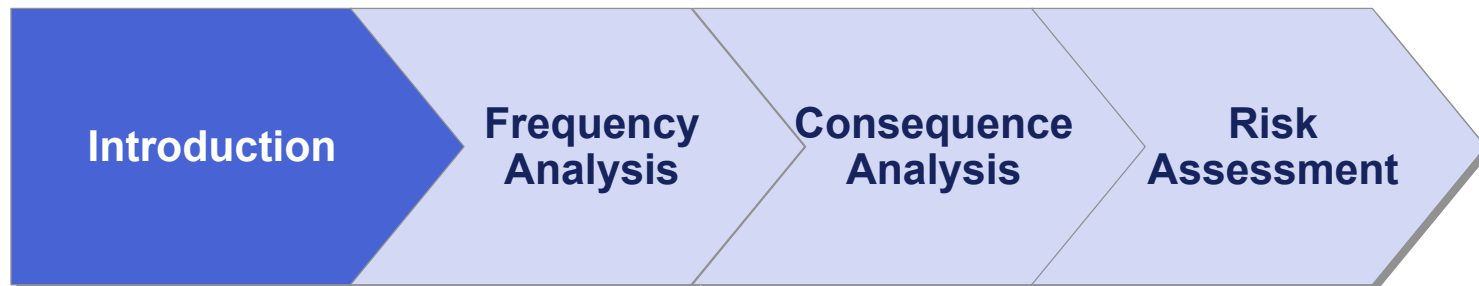 Introduction
Frequency
Analysis
Consequence
Analysis
Risk
Assessment